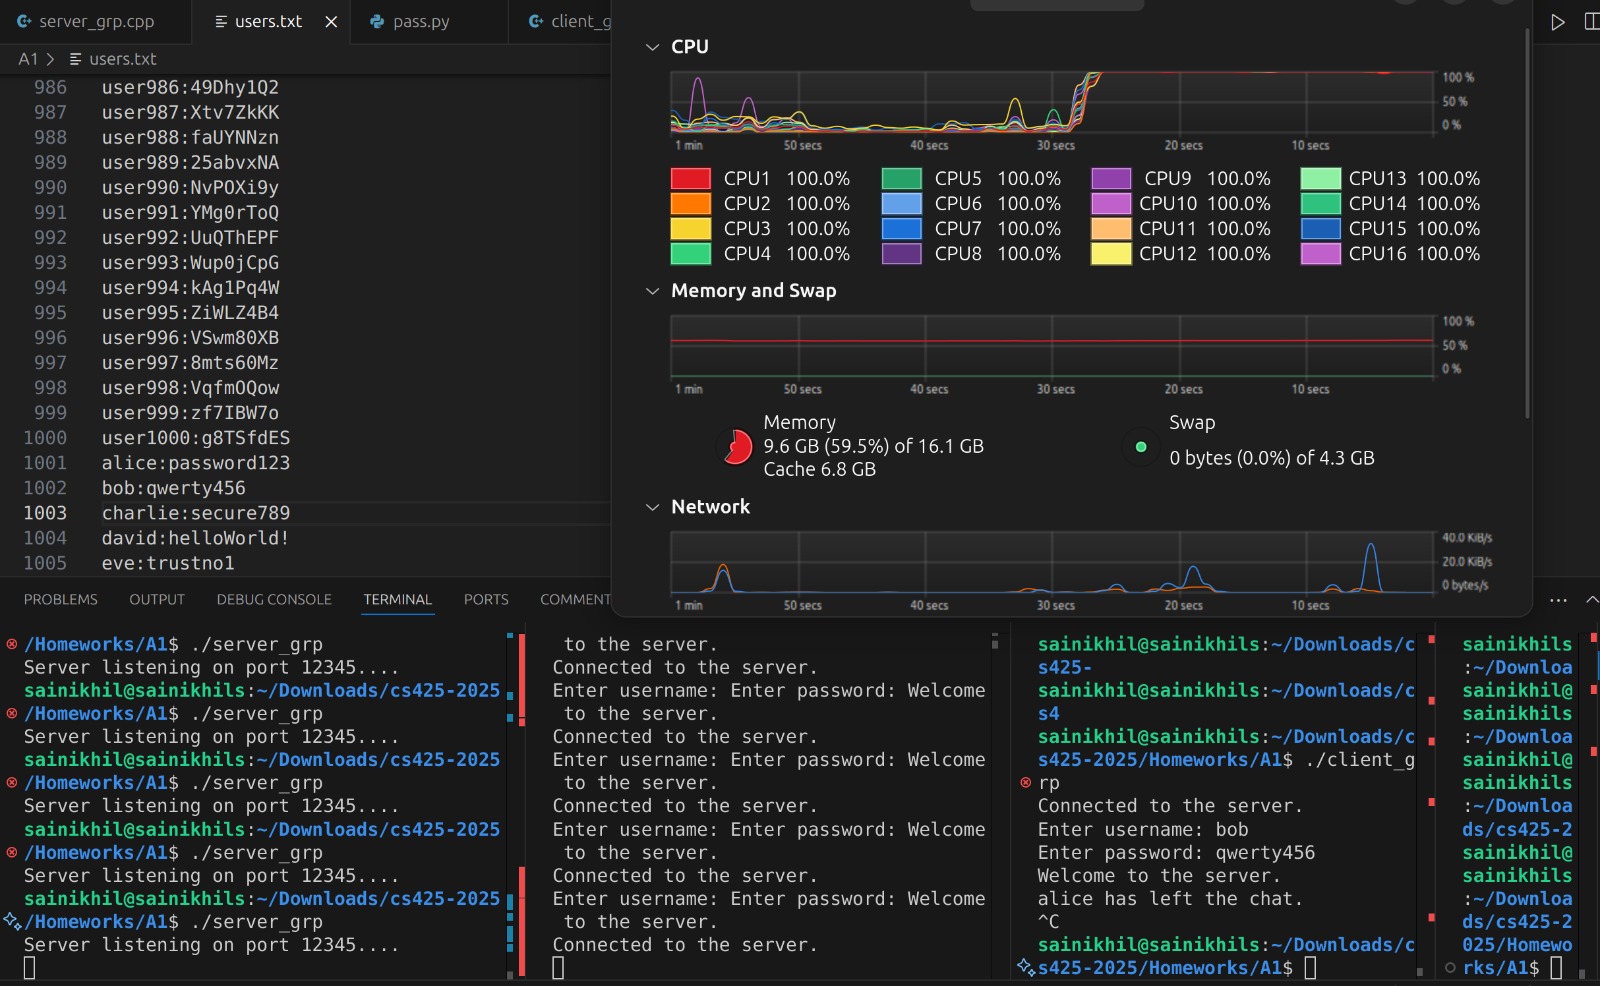 server_grp.cpp
users.txt
pass.py
client_g
A1
users.txt
986 user986:49Dhy1Q2
987 user987:Xtv7ZkKK
988 user988:faUYNNzn
989 user989:25abvxNA
990 user990:NvPOXi9y
991 user991:YMg0rToQ
992 user992:UuQThEPF
993 user993:Wup0jCpG
994 user994:kAg1Pq4W
995 user995:ZiWLZ4B4
996 user996:VSwm80XB
997 user997:8mts60Mz
998 user998:VqfmOQow
999 user999:zf7IBW7o
1000 user1000:g8TSfdES
1001 alice:password123
1002 bob:qwerty456
1003 charlie:secure789
1004 david:helloWorld!
1005 eve:trustno1
CPU
100 %
50 %
0 %
1 min 50 secs 40 secs 30 secs 20 secs 10 secs
CPU1 100.0% CPU5 100.0% CPU9 100.0% CPU13 100.0%
CPU2 100.0% CPU6 100.0% CPU10 100.0% CPU14 100.0%
CPU3 100.0% CPU7 100.0% CPU11 100.0% CPU15 100.0%
CPU4 100.0% CPU8 100.0% CPU12 100.0% CPU16 100.0%
Memory and Swap
100 %
50 %
0 %
1 min 50 secs 40 secs 30 secs 20 secs 10 secs
Memory
9.6 GB (59.5%) of 16.1 GB
Cache 6.8 GB
Swap
0 bytes (0.0%) of 4.3 GB
Network
40.0 KiB/s
20.0 KiB/s
0 bytes/s
1 min 50 secs 40 secs 30 secs 20 secs 10 secs
PROBLEMS OUTPUT DEBUG CONSOLE TERMINAL PORTS COMMENT
/Homeworks/A1$ ./server_grp
Server listening on port 12345....
sainikhil@sainikhils:~/Downloads/cs425-2025
/Homeworks/A1$ ./server_grp
Server listening on port 12345....
sainikhil@sainikhils:~/Downloads/cs425-2025
/Homeworks/A1$ ./server_grp
Server listening on port 12345....
sainikhil@sainikhils:~/Downloads/cs425-2025
/Homeworks/A1$ ./server_grp
Server listening on port 12345....
sainikhil@sainikhils:~/Downloads/cs425-2025
/Homeworks/A1$ ./server_grp
Server listening on port 12345....
to the server.
Connected to the server.
Enter username: Enter password: Welcome
to the server.
Connected to the server.
Enter username: Enter password: Welcome
to the server.
Connected to the server.
Enter username: Enter password: Welcome
to the server.
Connected to the server.
Enter username: Enter password: Welcome
to the server.
Connected to the server.
sainikhil@sainikhils:~/Downloads/c
s425-
sainikhil@sainikhils:~/Downloads/c
s4
sainikhil@sainikhils:~/Downloads/c
s425-2025/Homeworks/A1$ ./client_g
rp
Connected to the server.
Enter username: bob
Enter password: qwerty456
Welcome to the server.
alice has left the chat.
^C
sainikhil@sainikhils:~/Downloads/c
s425-2025/Homeworks/A1$
sainikhils
:~/Downloa
sainikhil@
sainikhils
:~/Downloa
sainikhil@
sainikhils
:~/Downloa
ds/cs425-2
sainikhil@
sainikhils
:~/Downloa
ds/cs425-2
025/Homewo
rks/A1$